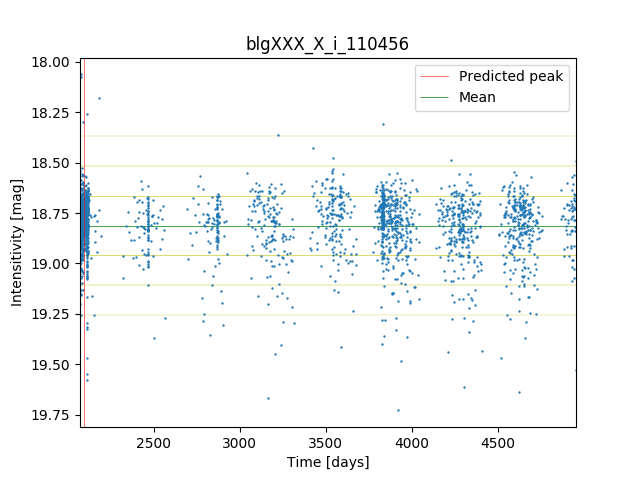 blgXXX_X_i_110456
Predicted peak
Mean
18.00
18.25
18.50
18.75
19.00
19.25
19.50
19.75
Intensitivity [mag]
2500
3000
3500
4000
4500
Time [days]